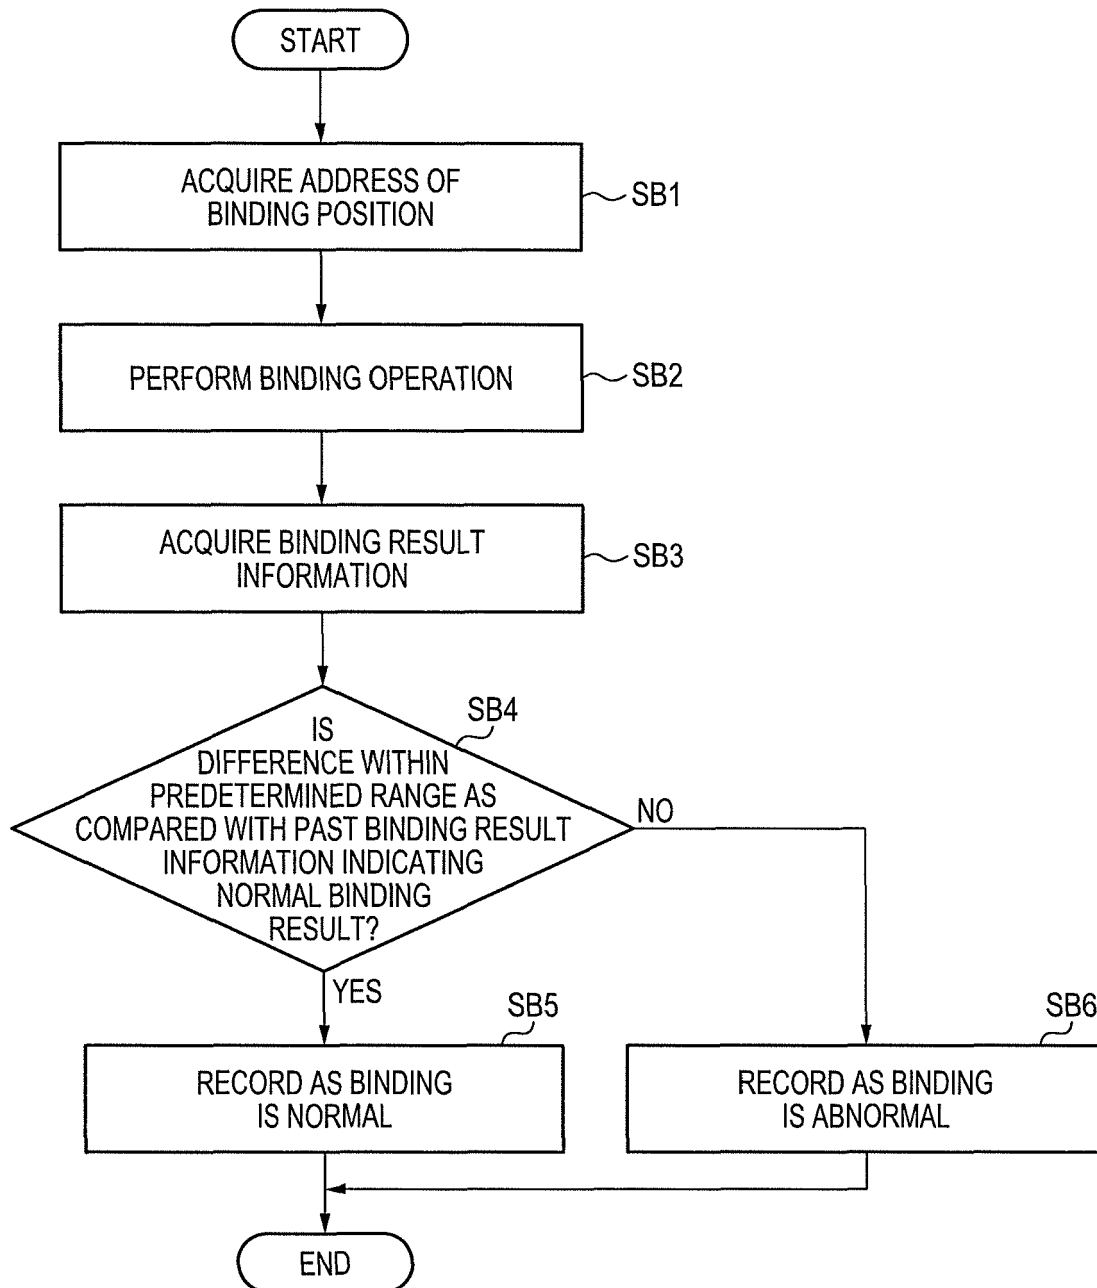 START
ACQUIRE ADDRESS OF
BINDING POSITION
SB1
PERFORM BINDING OPERATION
SB2
ACQUIRE BINDING RESULT
INFORMATION
SB3
SB4
IS
DIFFERENCE WITHIN
PREDETERMINED RANGE AS
COMPARED WITH PAST BINDING RESULT
INFORMATION INDICATING
NORMAL BINDING
RESULT?
NO
YES
SB5
RECORD AS BINDING
IS NORMAL
SB6
RECORD AS BINDING
IS ABNORMAL
END